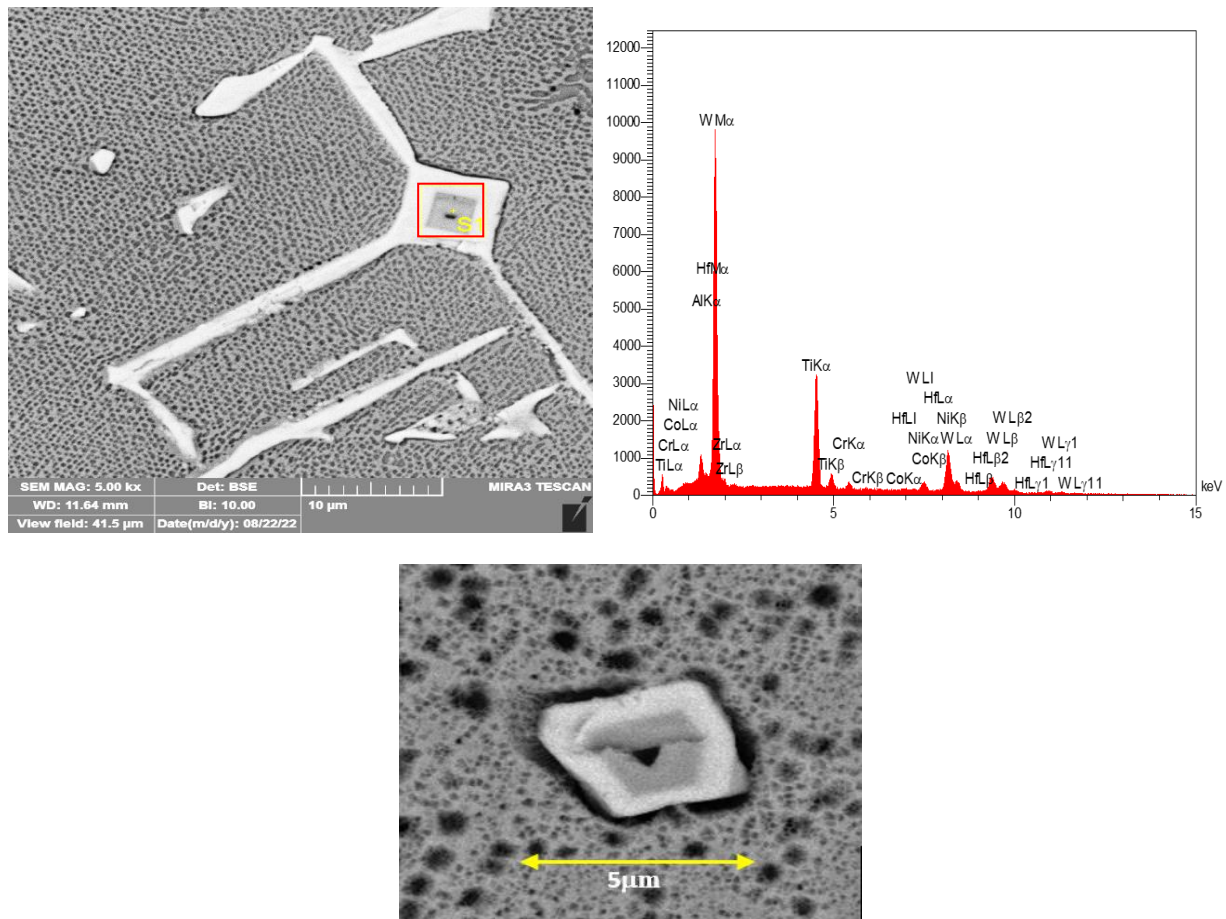 S1
SEM MAG: 5.00 kx
Det: BSE
MIRA3 TESCAN
WD: 11.64 mm
BI: 10.00
10 µm
View field: 41.5 µm
Date(m/d/y): 08/22/22
12000
11000
10000
9000
8000
7000
6000
5000
4000
3000
2000
1000
0
0
5
10
15
keV
W Mα
HfMα
AlKα
NiLα
CoLα
CrLα
TiLα
ZrLα
ZrLβ
TiKα
TiKβ
CrKα
CrKβ
CoKα
W Ll
HfLα
HfLl
NiKβ
NiKα
W Lα
CoKβ
W Lβ2
W Lβ
HfLβ2
HfLβ
W Lγ1
HfLγ11
HfLγ1
W Lγ11
5µm